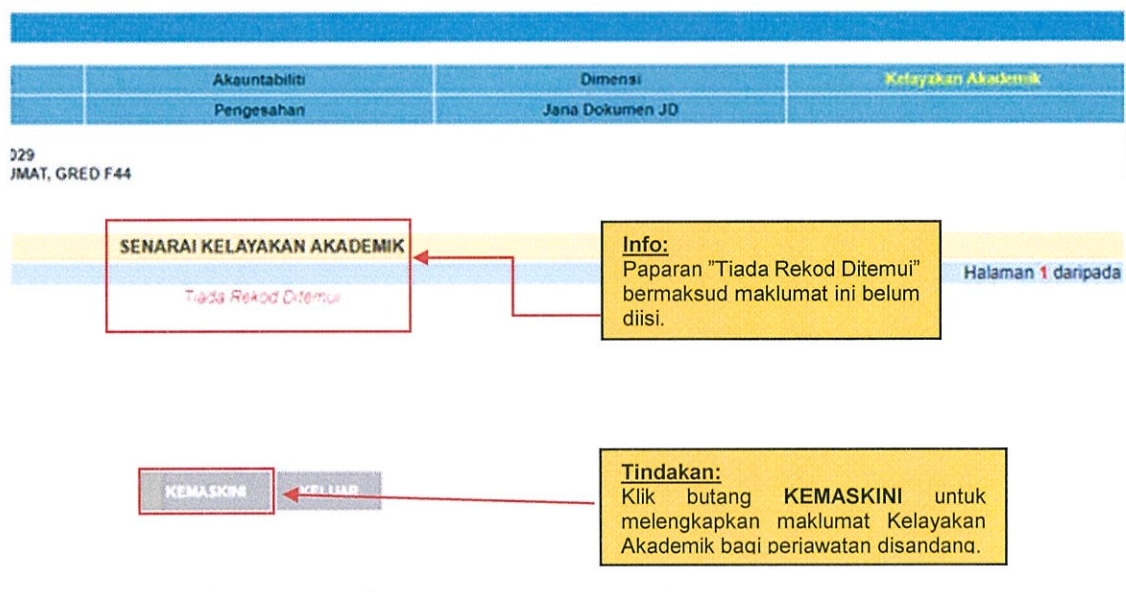 Akauntabiliti Dimensi Kelayakan Akademik
Pengesahan Jana Dokumen JD
029
JMAT, GRED F44
SENARAI KELAYAKAN AKADEMIK
Halaman 1 daripada
Tiada Rekod Ditemui
Info:
Paparan "Tiada Rekod Ditemui"
bermaksud maklumat ini belum
diisi.
KEMASKINI KELUAR
Tindakan:
Klik butang KEMASKINI untuk
melengkapkan maklumat Kelayakan
Akademik bagi perjawatan disandang.